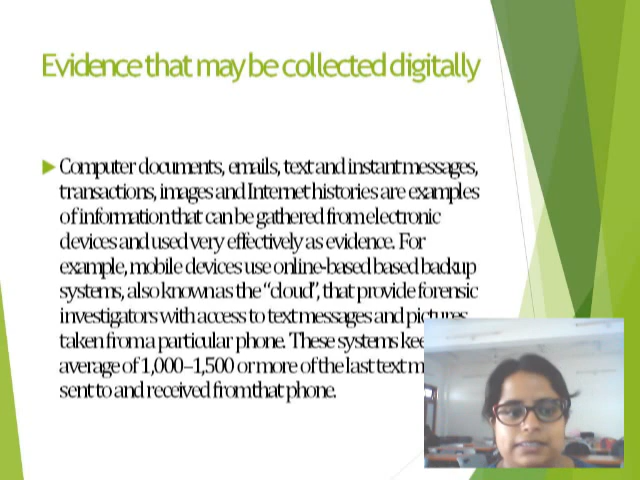 Evidence that may be collected digitally
Computer documents, emails, text and instant messages,
transactions, images and Internet histories are examples
of information that can be gathered from electronic
devices and used very effectively as evidence. For
example, mobile devices use online-based based backup
systems, also known as the “cloud”, that provide forensic
investigators with access to text messages and pictures
taken from a particular phone. These systems
average of 1,000–1,500 or more of the last text
sent to and received from that phone.